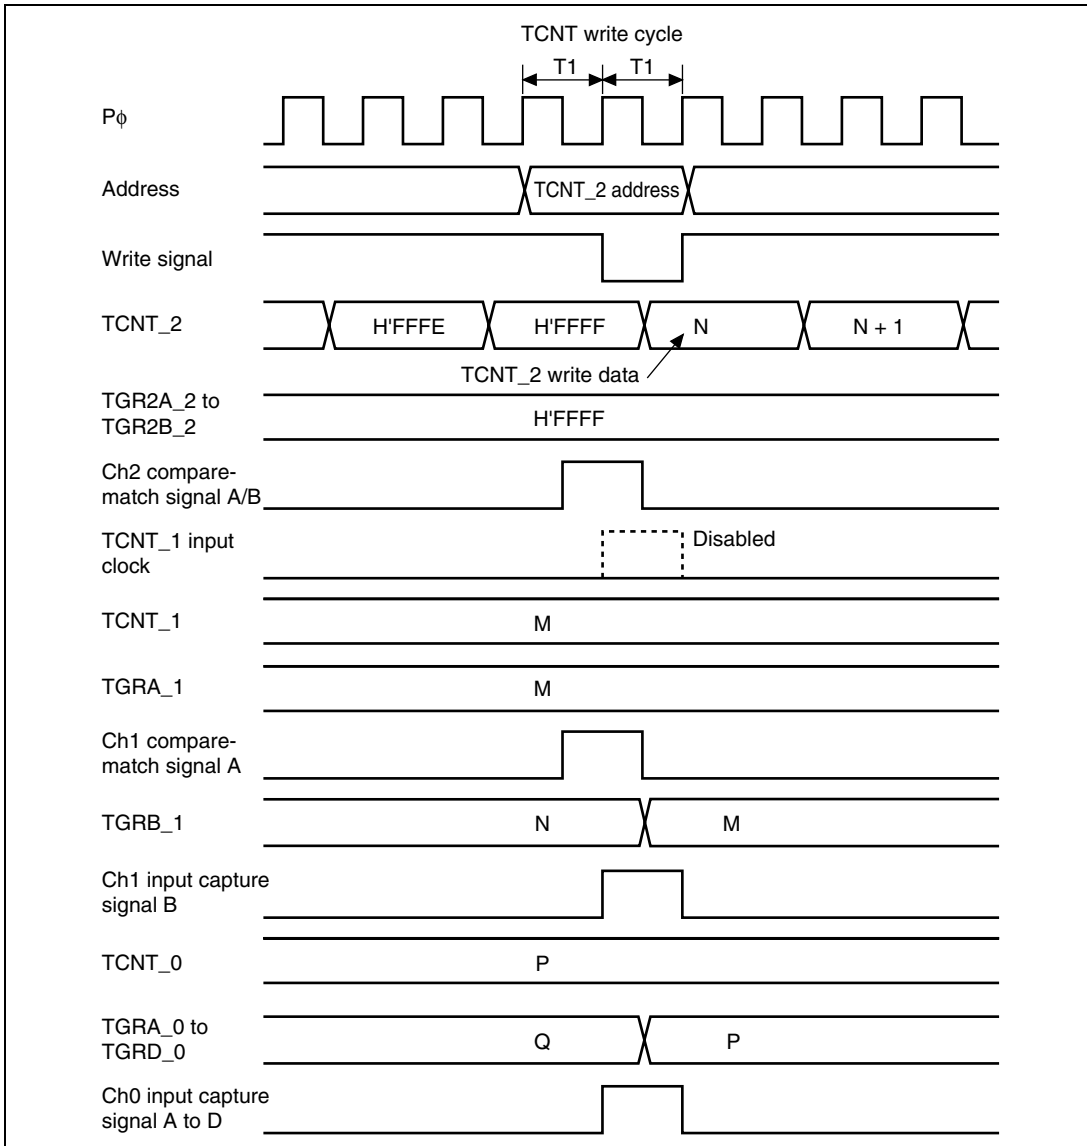 TCNT write cycle
T1 T1
Pϕ
Address
TCNT_2 address
Write signal
TCNT_2
H'FFFE H'FFFF N N + 1
TCNT_2 write data
TGR2A_2 to
TGR2B_2
H'FFFF
Ch2 compare-
match signal A/B
TCNT_1 input
clock
Disabled
TCNT_1
M
TGRA_1
M
Ch1 compare-
match signal A
TGRB_1
N M
Ch1 input capture
signal B
TCNT_0
P
TGRA_0 to
TGRD_0
Q P
Ch0 input capture
signal A to D